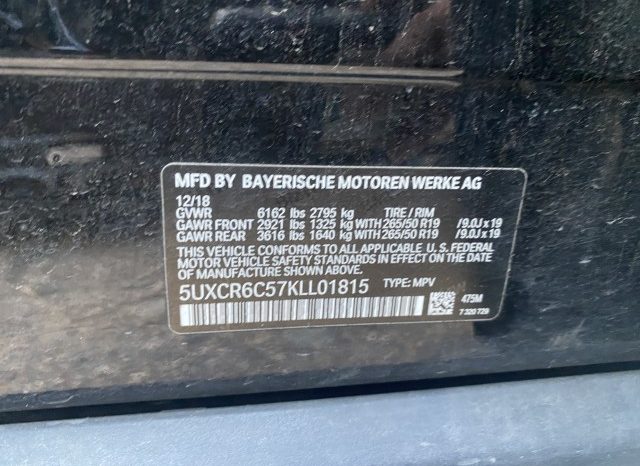 MFD BY BAYERISCHE MOTOREN WERKE AG
12/18
GVWR 6162 lbs 2795 kg TIRE / RIM
GAWR FRONT 2921 lbs 1325 kg WITH 265/50 R19 /9.0J x 19
GAWR REAR 3616 lbs 1640 kg WITH 265/50 R19 /9.0J x 19
THIS VEHICLE CONFORMS TO ALL APPLICABLE U. S. FEDERAL
MOTOR VEHICLE SAFETY STANDARDS IN EFFECT ON THE DATE
OF MANUFACTURE SHOWN ABOVE.
5UXCR6C57KLL01815 TYPE: MPV
475M
7 320 729